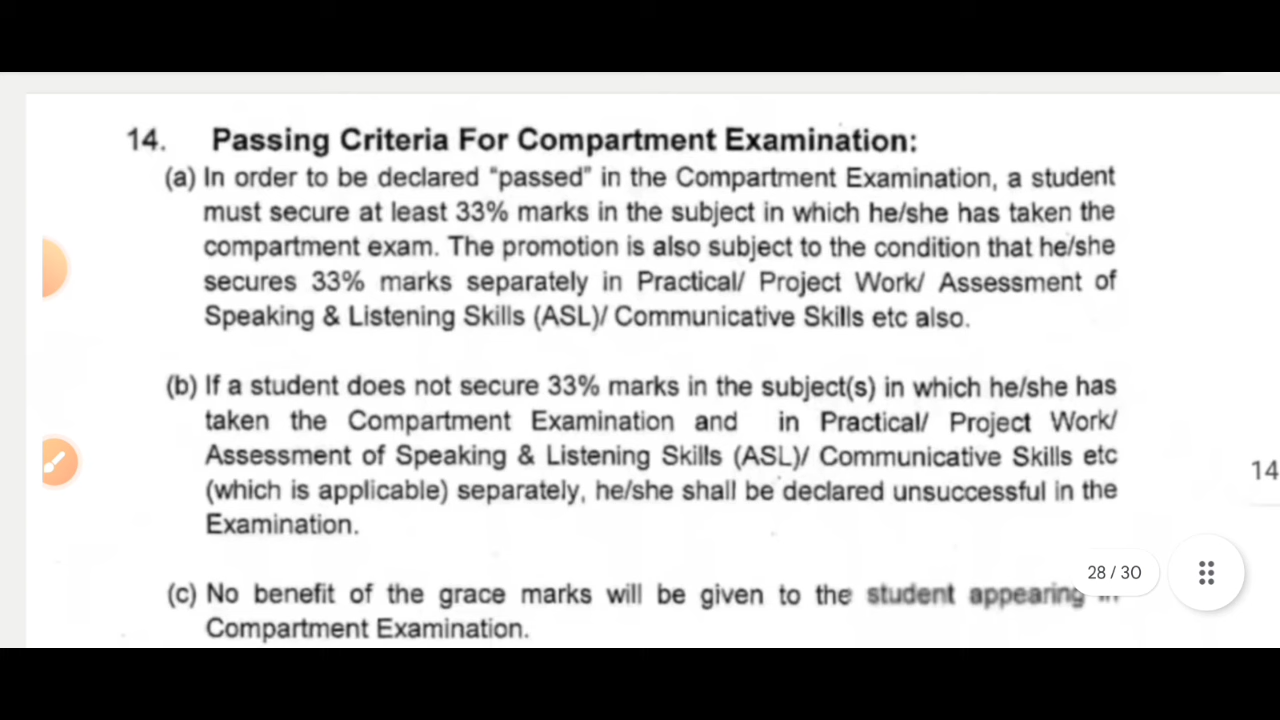 14. Passing Criteria For Compartment Examination:
(a) In order to be declared "passed" in the Compartment Examination, a student
must secure at least 33% marks in the subject in which he/she has taken the
compartment exam. The promotion is also subject to the condition that he/she
secures 33% marks separately in Practical/ Project Work/ Assessment of
Speaking & Listening Skills (ASL)/ Communicative Skills etc also.
(b) If a student does not secure 33% marks in the subject(s) in which he/she has
taken the Compartment Examination and in Practical/ Project Work/
Assessment of Speaking & Listening Skills (ASL)/ Communicative Skills etc
(which is applicable) separately, he/she shall be declared unsuccessful in the
Examination.
14
28 / 30
(c) No benefit of the grace marks will be given to the student appearing in
Compartment Examination.